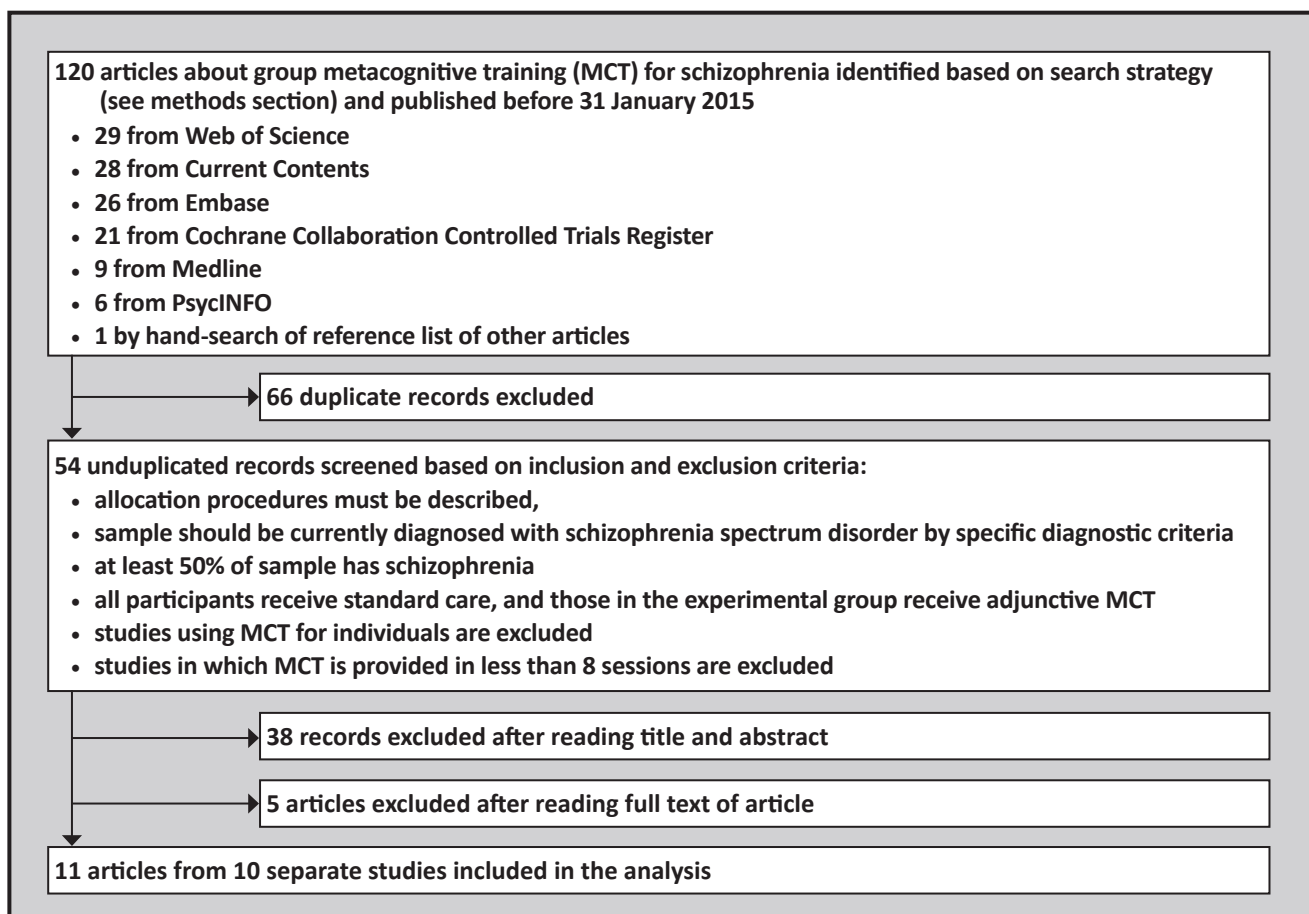 120 articles about group metacognitive training (MCT) for schizophrenia identified based on search strategy
(see methods section) and published before 31 January 2015
• 29 from Web of Science
• 28 from Current Contents
• 26 from Embase
• 21 from Cochrane Collaboration Controlled Trials Register
• 9 from Medline
• 6 from PsycINFO
• 1 by hand-search of reference list of other articles
66 duplicate records excluded
54 unduplicated records screened based on inclusion and exclusion criteria:
• allocation procedures must be described,
• sample should be currently diagnosed with schizophrenia spectrum disorder by specific diagnostic criteria
• at least 50% of sample has schizophrenia
• all participants receive standard care, and those in the experimental group receive adjunctive MCT
• studies using MCT for individuals are excluded
• studies in which MCT is provided in less than 8 sessions are excluded
38 records excluded after reading title and abstract
5 articles excluded after reading full text of article
11 articles from 10 separate studies included in the analysis